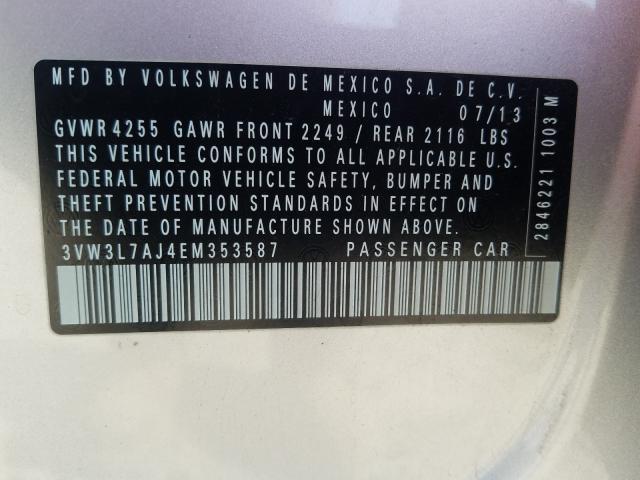 MFD BY VOLKSWAGEN DE MEXICO S.A. DE C.V.
MEXICO 07/13
GVWR 4255 GAWR FRONT 2249 / REAR 2116 LBS
THIS VEHICLE CONFORMS TO ALL APPLICABLE U.S.
FEDERAL MOTOR VEHICLE SAFETY, BUMPER AND
THEFT PREVENTION STANDARDS IN EFFECT ON
THE DATE OF MANUFACTURE SHOWN ABOVE.
3VW3L7AJ4EM353587 PASSENGER CAR
2846221 1003 M